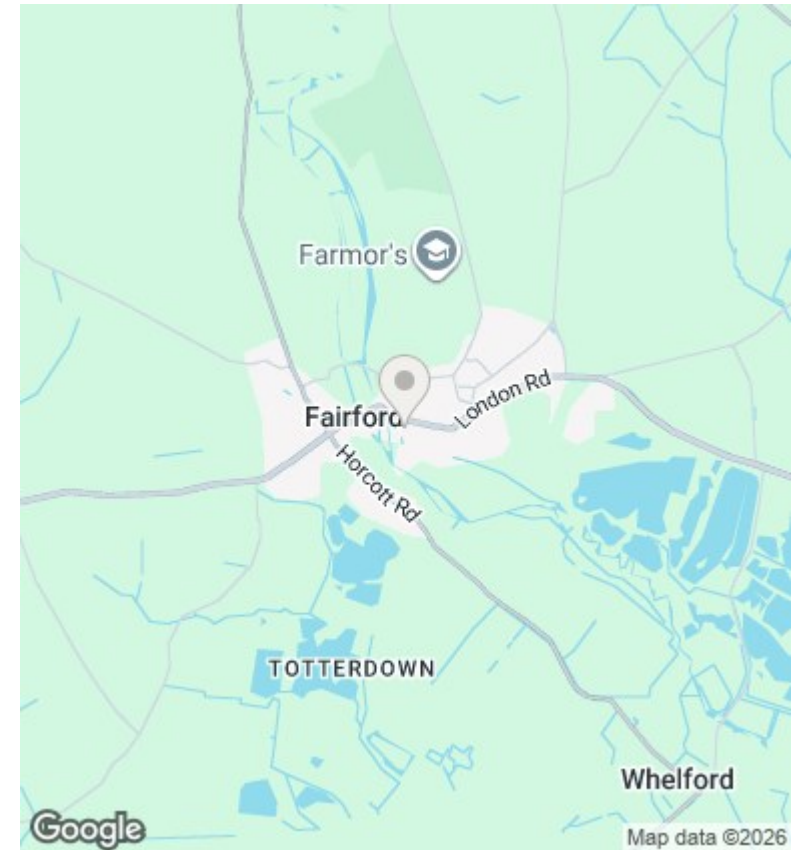 Farmor's
London Rd
Fairford
Horcott Rd
TOTTERDOWN
Whelford
Google
Map data ©2026